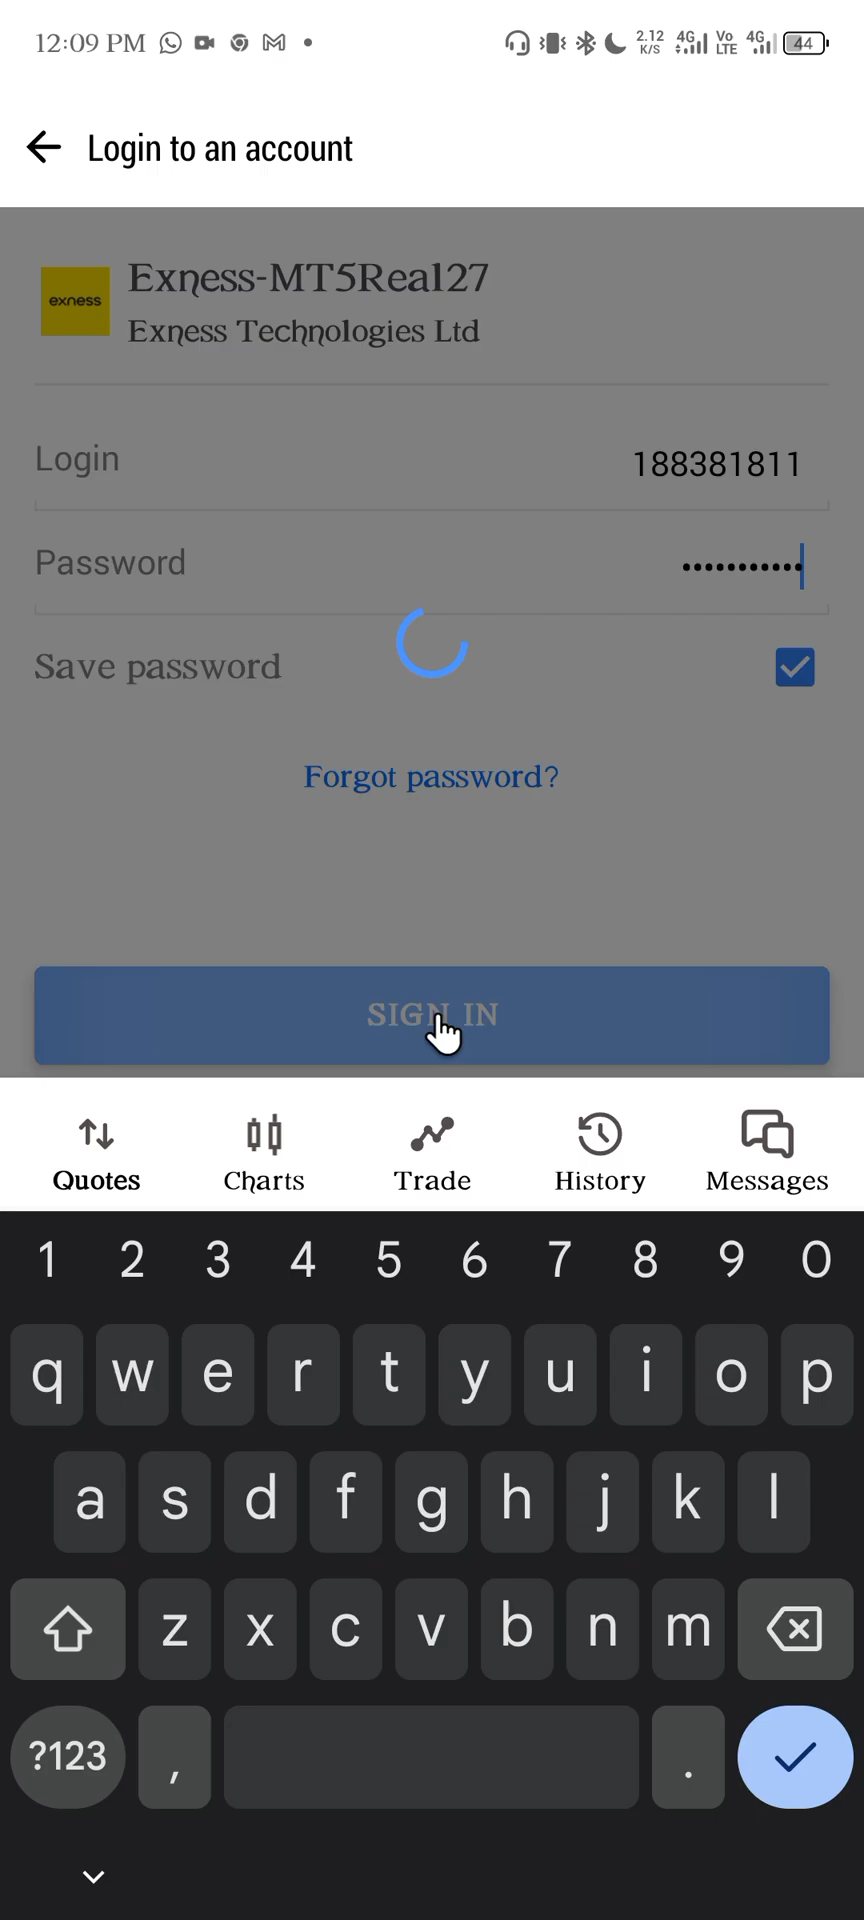 12:09 PM 2.12 K/S 4G Vo LTE 4G 44
Login to an account
exness
Exness-MT5Real27
Exness Technologies Ltd
Login 188381811
Password •••••••••••
Save password
Forgot password?
SIGN IN
Quotes Charts Trade History Messages
1 2 3 4 5 6 7 8 9 0
q w e r t y u i o p
a s d f g h j k l
z x c v b n m
?123 , .